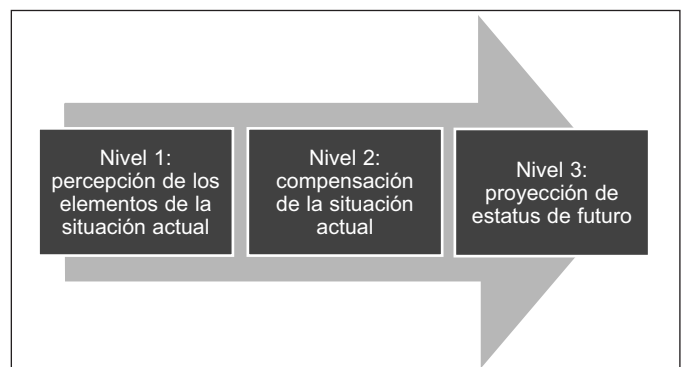 Nivel 1:
percepción de los
elementos de la
situación actual
Nivel 2:
compensación
de la situación
actual
Nivel 3:
proyección de
estatus de futuro